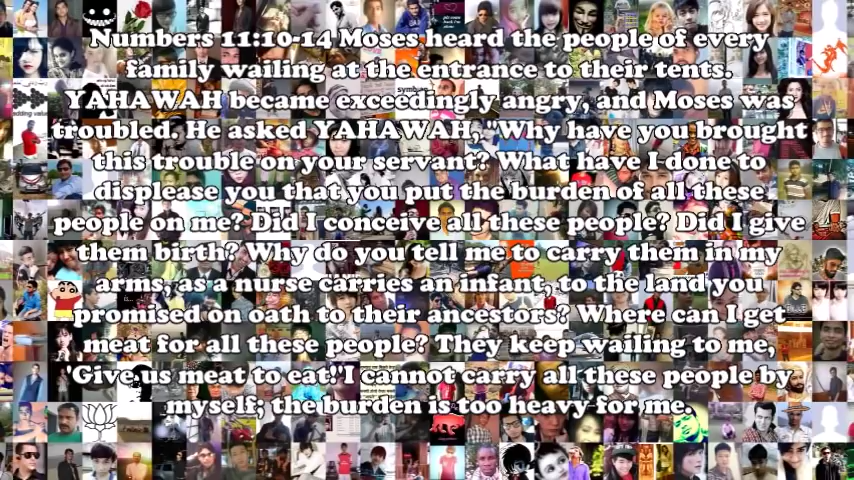 Numbers 11:10-14 Moses heard the people of every
family wailing at the entrance to their tents.
YAHAWAH became exceedingly angry, and Moses was
troubled. He asked YAHAWAH, "Why have you brought
this trouble on your servant? What have I done to
displease you that you put the burden of all these
people on me? Did I conceive all these people? Did I give
them birth? Why do you tell me to carry them in my
arms, as a nurse carries an infant, to the land you
promised on oath to their ancestors? Where can I get
meat for all these people? They keep wailing to me,
'Give us meat to eat!'I cannot carry all these people by
myself; the burden is too heavy for me.